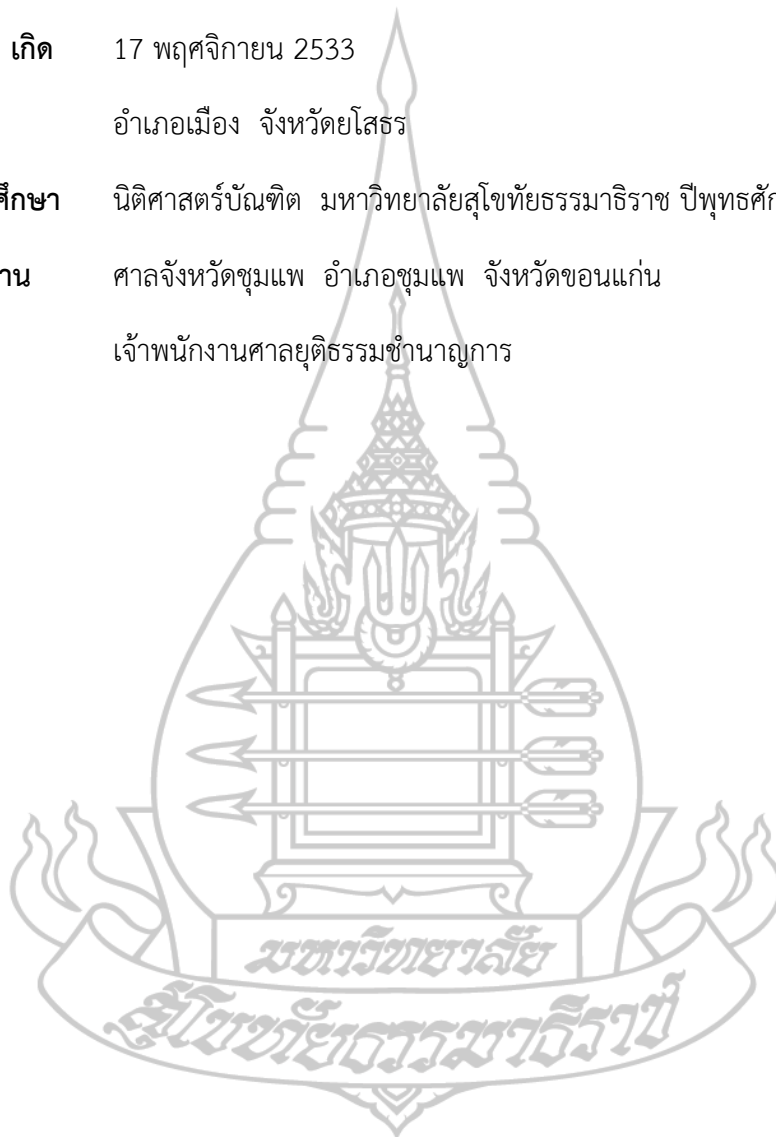 เกิด 17 พฤศจิกายน 2533
อำเภอเมือง จังหวัดยโสธร
ศึกษา นิติศาสตร์บัณฑิต มหาวิทยาลัยสุโขทัยธรรมาธิราช ปีพุทธศัก
าน ศาลจังหวัดชุมแพ อำเภอชุมแพ จังหวัดขอนแก่น
เจ้าพนักงานศาลยุติธรรมชำนาญการ
มหาวิทยาลัย
สุโขทัยธรรมาธิราช